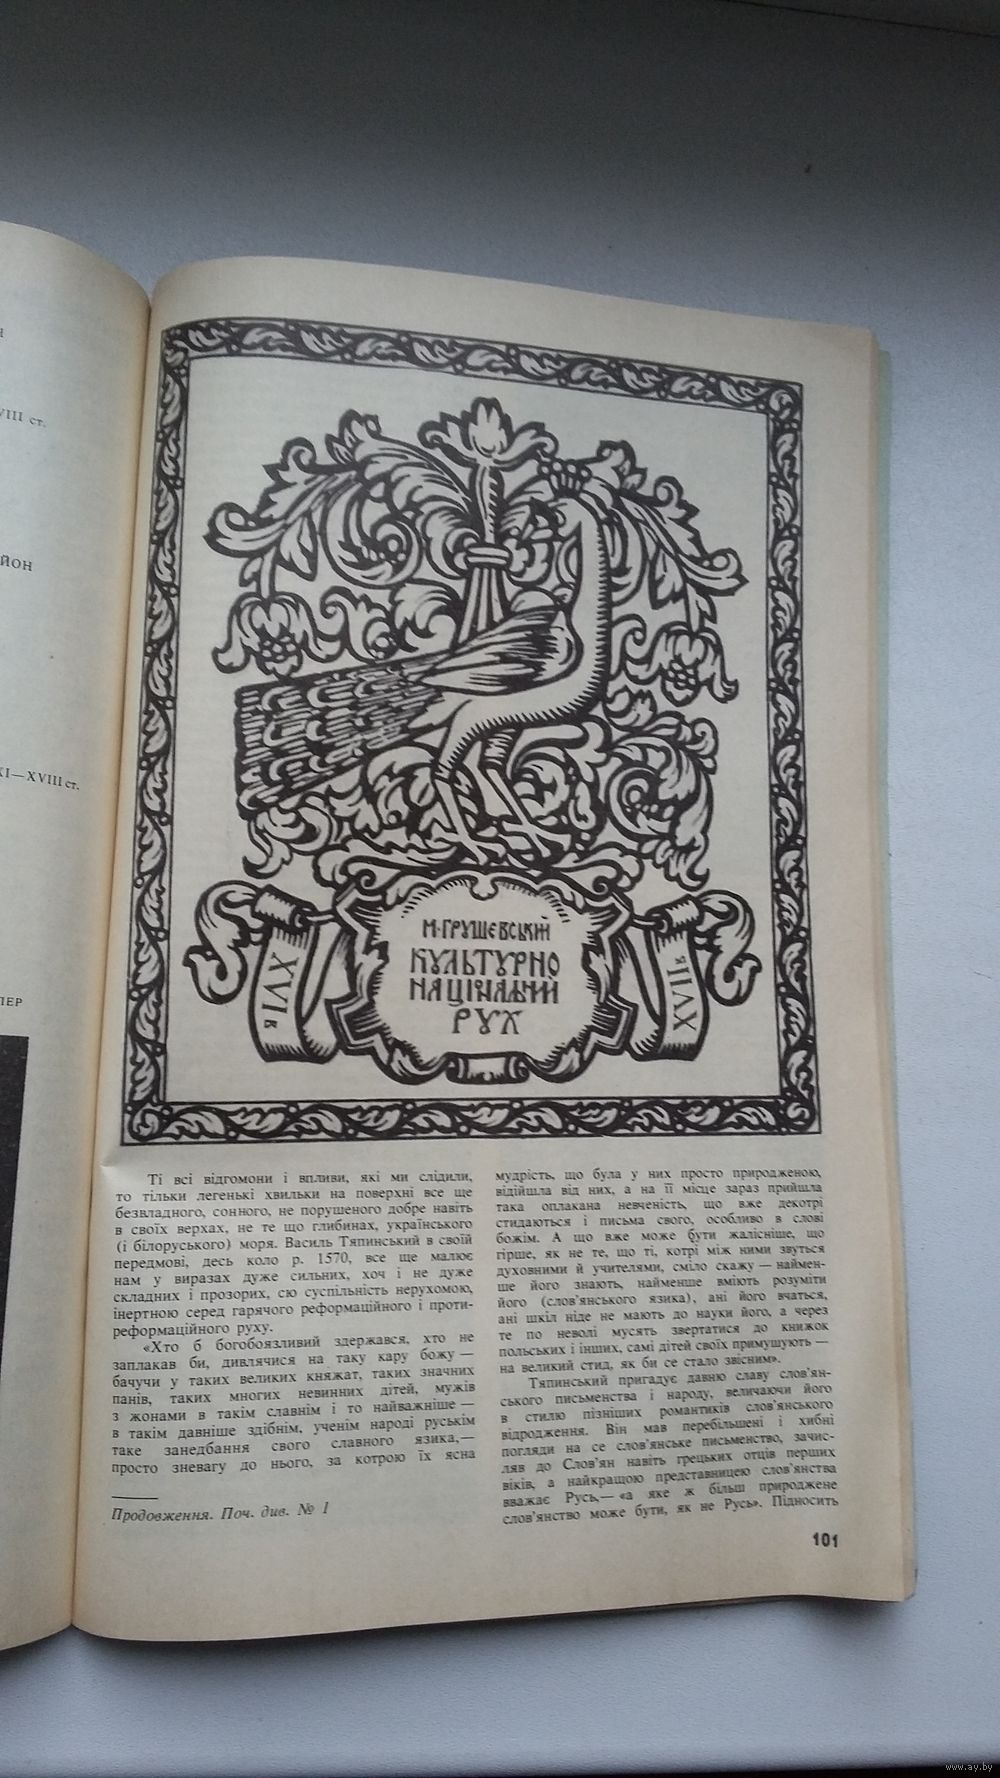 VIII ст.
ЙОН
XI—XVIII ст.
ПЕР
М·ГРУШЕВСЬКИЙ
КУЛЬТУРНО
НАЦІОНАЛЬНИЙ
РУХ
XVI в
XVII в
Ті всі відгомони і впливи, які ми слідили,
то тільки легенькі хвильки на поверхні все ще
безвладного, сонного, не порушеного добре навіть
в своїх верхах, не те що глибинах, українського
(і білоруського) моря. Василь Тяпинський в своїй
передмові, десь коло р. 1570, все ще малює
нам у виразах дуже сильних, хоч і не дуже
складних і прозорих, сю суспільність нерухомою,
інертною серед гарячого реформаційного і проти-
реформаційного руху.
«Хто б богобоязливий здержався, хто не
заплакав би, дивлячися на таку кару божу —
бачучи у таких великих княжат, таких значних
панів, таких многих невинних дітей, мужів
з жонами в такім славнім і то найважніше —
в такім давніше здібнім, ученім народі руськім
таке занедбання свого славного язика,—
просто зневагу до нього, за котрою їх ясна
Продовження. Поч. див. № 1
мудрість, що була у них просто природженою,
відійшла від них, а на її місце зараз прийшла
така оплакана невченість, що вже декотрі
стидаються і письма свого, особливо в слові
божім. А що вже може бути жалісніше, що
гірше, як не те, що ті, котрі між ними звуться
духовними й учителями, сміло скажу — наймен-
ше його знають, найменше вміють розуміти
його (слов'янського язика), ані його вчаться,
ані шкіл ніде не мають до науки його, а через
те по неволі мусять звертатися до книжок
польських і інших, самі дітей своїх примушують —
на великий стид, як би се стало звісним».
Тяпинський пригадує давню славу слов'ян-
ського письменства і народу, величаючи його
в стилю пізніших романтиків слов'янського
відродження. Він мав перебільшені і хибні
погляди на се слов'янське письменство, зачис-
ляв до Слов'ян навіть грецьких отців перших
віків, а найкращою представницею слов'янства
вважає Русь,— «а яке ж більш природжене
слов'янство може бути, як не Русь». Підносить
101
www.ay.by